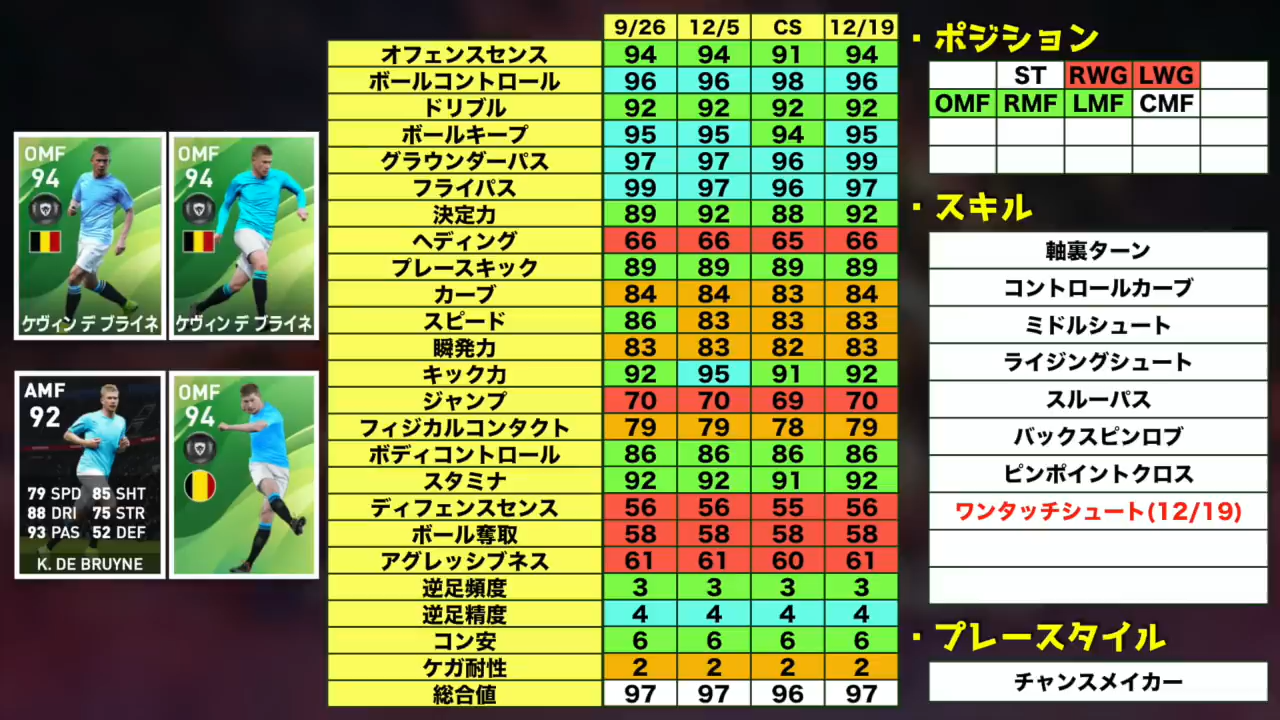 OMF
94
ケヴィン デ ブライネ
OMF
94
ケヴィン デ ブライネ
AMF
92
79 SPD 85 SHT
88 DRI 75 STR
93 PAS 52 DEF
K. DE BRUYNE
OMF
94
9/26 12/5 CS 12/19
オフェンスセンス 94 94 91 94
ボールコントロール 96 96 98 96
ドリブル 92 92 92 92
ボールキープ 95 95 94 95
グラウンダーパス 97 97 96 99
フライパス 99 97 96 97
決定力 89 92 88 92
ヘディング 66 66 65 66
プレースキック 89 89 89 89
カーブ 84 84 83 84
スピード 86 83 83 83
瞬発力 83 83 82 83
キック力 92 95 91 92
ジャンプ 70 70 69 70
フィジカルコンタクト 79 79 78 79
ボディコントロール 86 86 86 86
スタミナ 92 92 91 92
ディフェンスセンス 56 56 55 56
ボール奪取 58 58 58 58
アグレッシブネス 61 61 60 61
逆足頻度 3 3 3 3
逆足精度 4 4 4 4
コン安 6 6 6 6
ケガ耐性 2 2 2 2
総合値 97 97 96 97
・ポジション
ST RWG LWG
OMF RMF LMF CMF
・スキル
軸裏ターン
コントロールカーブ
ミドルシュート
ライジングシュート
スルーパス
バックスピンロブ
ピンポイントクロス
ワンタッチシュート(12/19)
・プレースタイル
チャンスメイカー